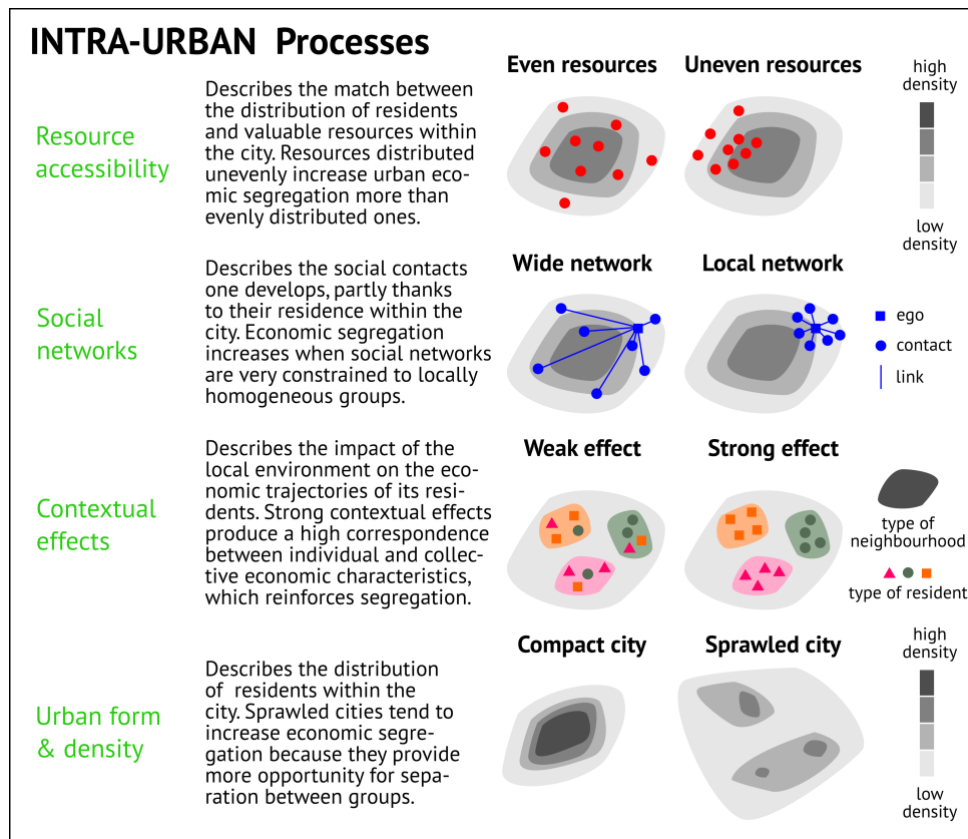 INTRA-URBAN Processes
Resource
accessibility
Describes the match between
the distribution of residents
and valuable resources within
the city. Resources distributed
unevenly increase urban eco-
mic segregation more than
evenly distributed ones.
Even resources
Uneven resources
high
density
low
density
Social
networks
Describes the social contacts
one develops, partly thanks
to their residence within the
city. Economic segregation
increases when social networks
are very constrained to locally
homogeneous groups.
Wide network
Local network
ego
contact
link
Contextual
effects
Describes the impact of the
local environment on the eco-
nomic trajectories of its resi-
dents. Strong contextual effects
produce a high correspondence
between individual and collec-
tive economic characteristics,
which reinforces segregation.
Weak effect
Strong effect
type of
neighbourhood
type of resident
Urban form
& density
Describes the distribution
of residents within the
city. Sprawled cities tend to
increase economic segre-
gation because they provide
more opportunity for sepa-
ration between groups.
Compact city
Sprawled city
high
density
low
density